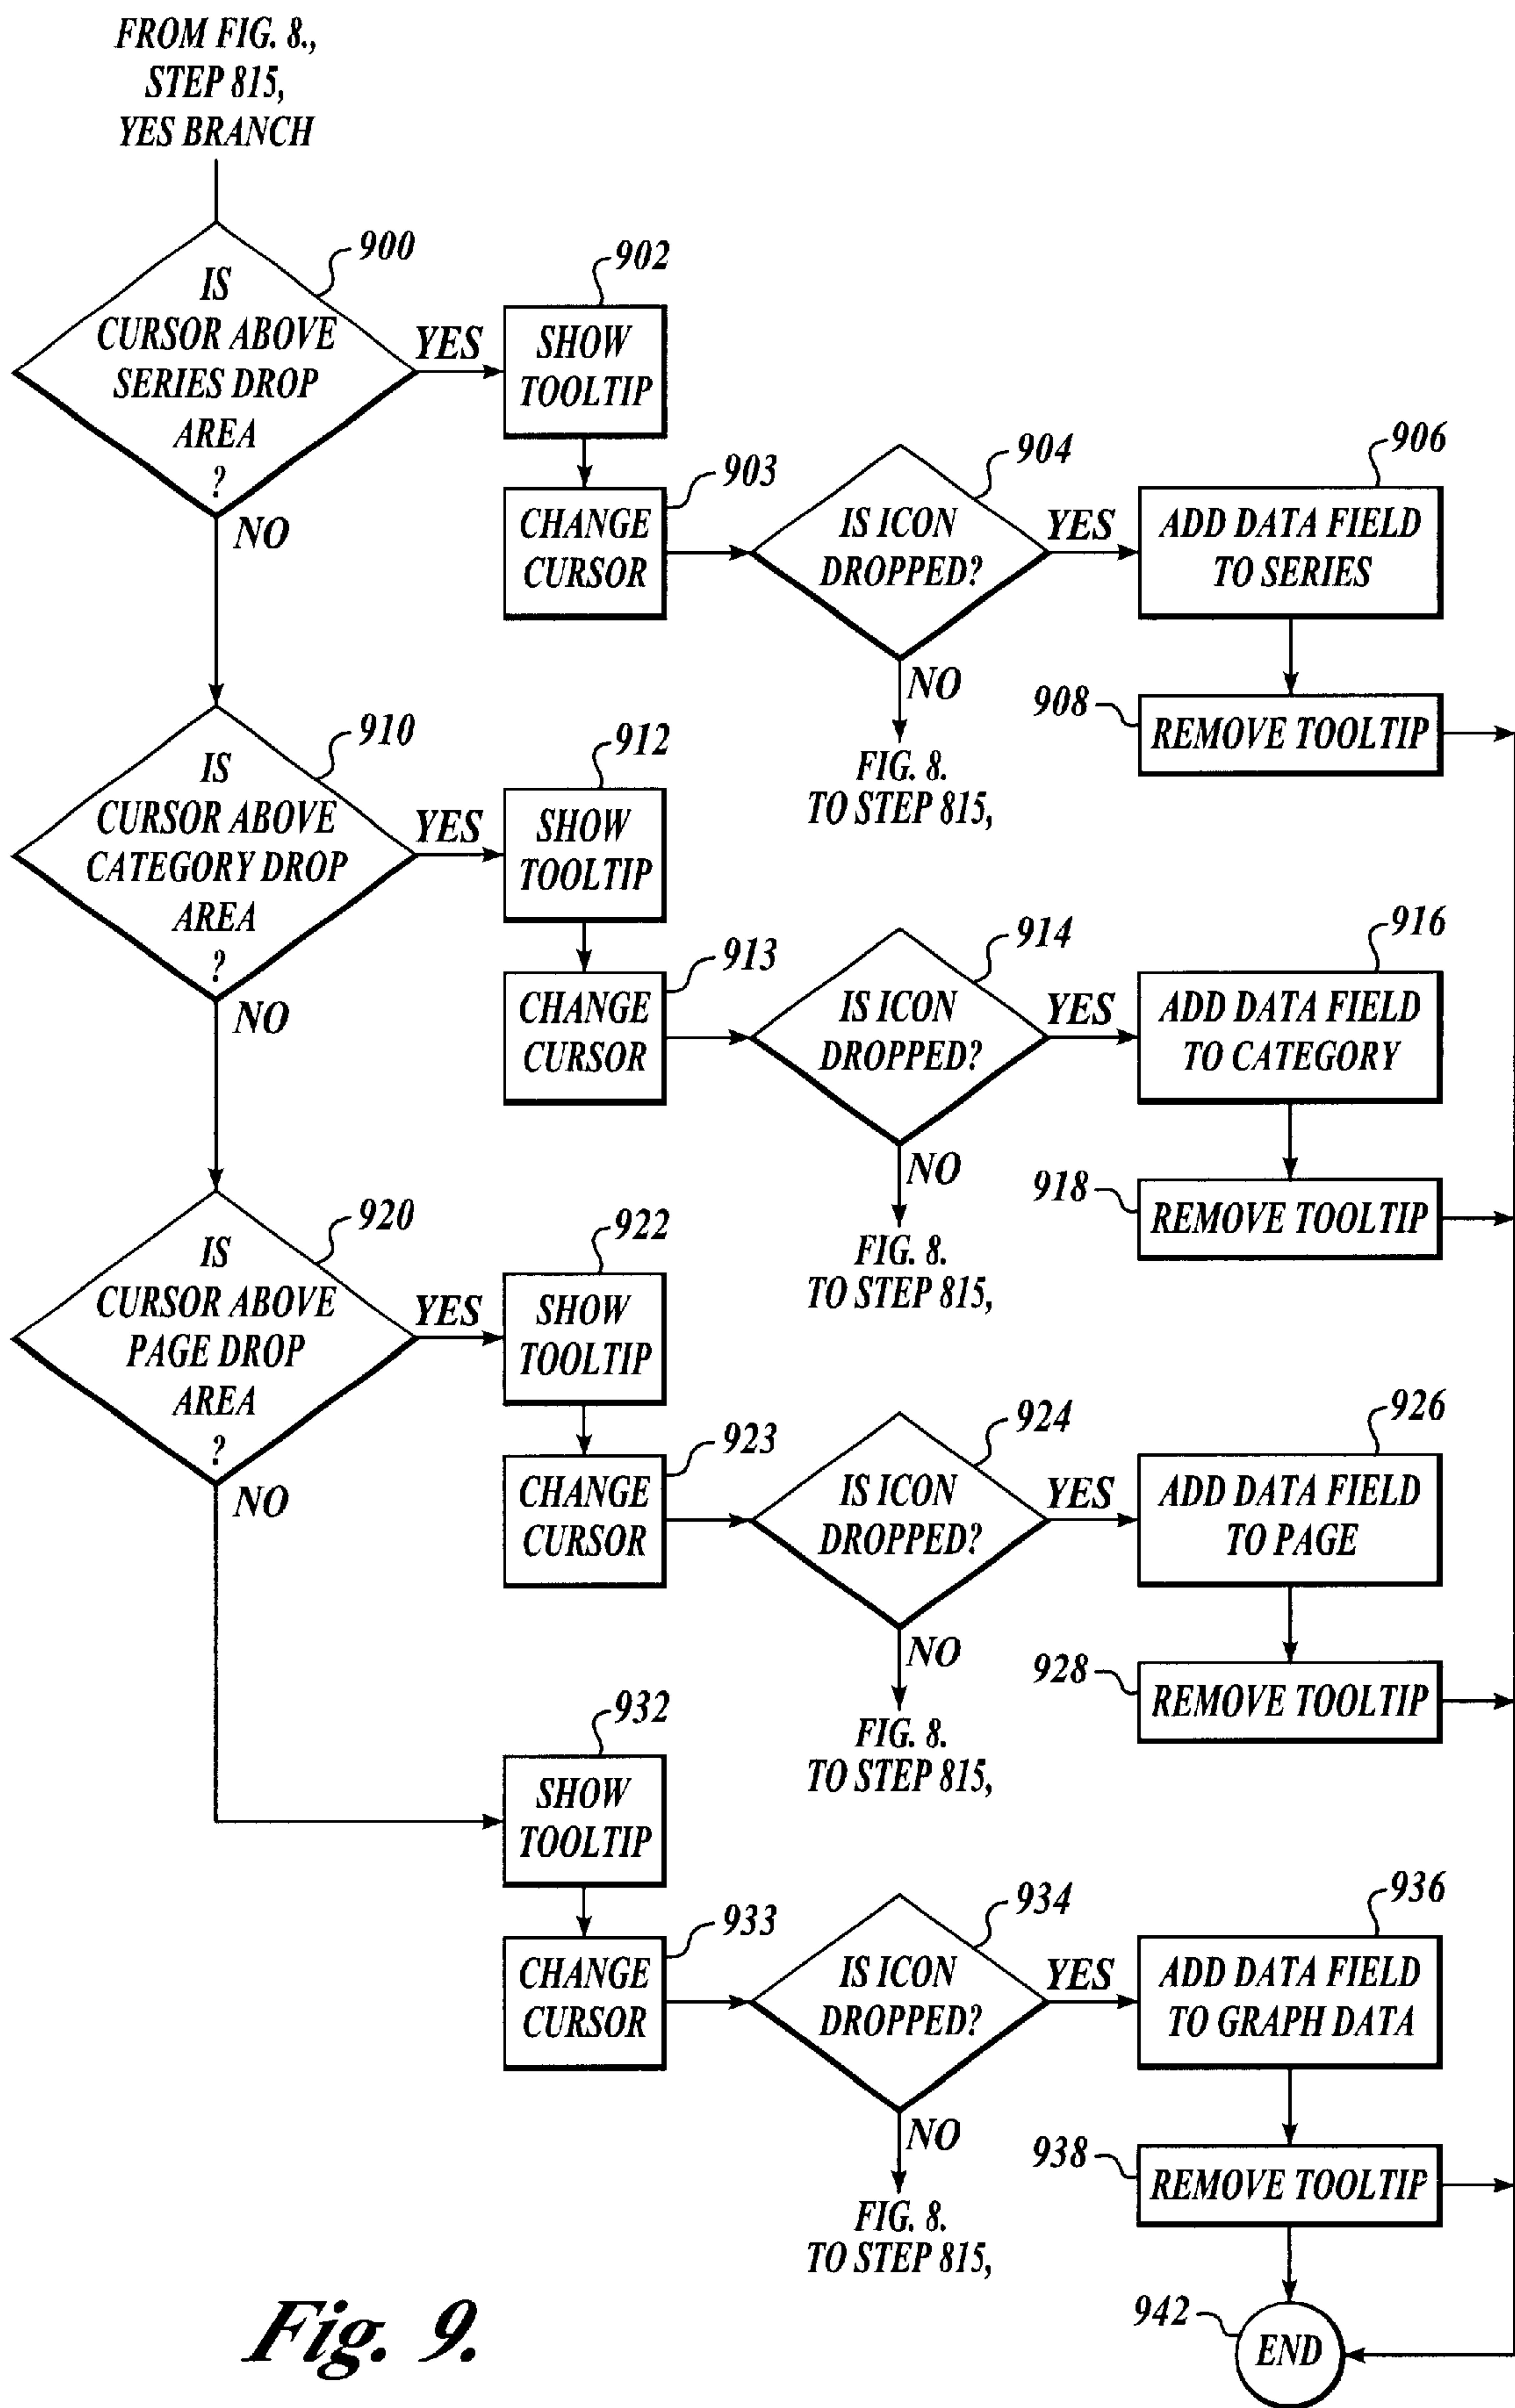 FROM FIG. 8.,
STEP 815,
YES BRANCH
900
IS
CURSOR ABOVE
SERIES DROP
AREA
?
YES
NO
902
SHOW
TOOLTIP
903
CHANGE
CURSOR
904
IS ICON
DROPPED?
YES
NO
FIG. 8.
TO STEP 815,
906
ADD DATA FIELD
TO SERIES
908
REMOVE TOOLTIP
910
IS
CURSOR ABOVE
CATEGORY DROP
AREA
?
YES
NO
912
SHOW
TOOLTIP
913
CHANGE
CURSOR
914
IS ICON
DROPPED?
YES
NO
FIG. 8.
TO STEP 815,
916
ADD DATA FIELD
TO CATEGORY
918
REMOVE TOOLTIP
920
IS
CURSOR ABOVE
PAGE DROP
AREA
?
YES
NO
922
SHOW
TOOLTIP
923
CHANGE
CURSOR
924
IS ICON
DROPPED?
YES
NO
FIG. 8.
TO STEP 815,
926
ADD DATA FIELD
TO PAGE
928
REMOVE TOOLTIP
932
SHOW
TOOLTIP
933
CHANGE
CURSOR
934
IS ICON
DROPPED?
YES
NO
FIG. 8.
TO STEP 815,
936
ADD DATA FIELD
TO GRAPH DATA
938
REMOVE TOOLTIP
942
END
Fig. 9.